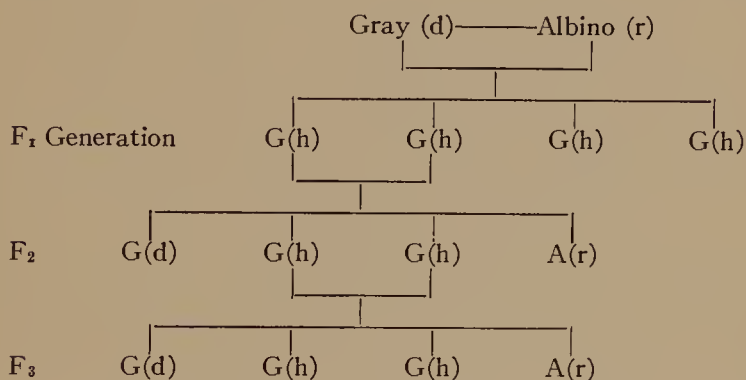 Gray (d)——Albino (r)
F₁ Generation G(h) G(h) G(h) G(h)
F₂ G(d) G(h) G(h) A(r)
F₃ G(d) G(h) G(h) A(r)